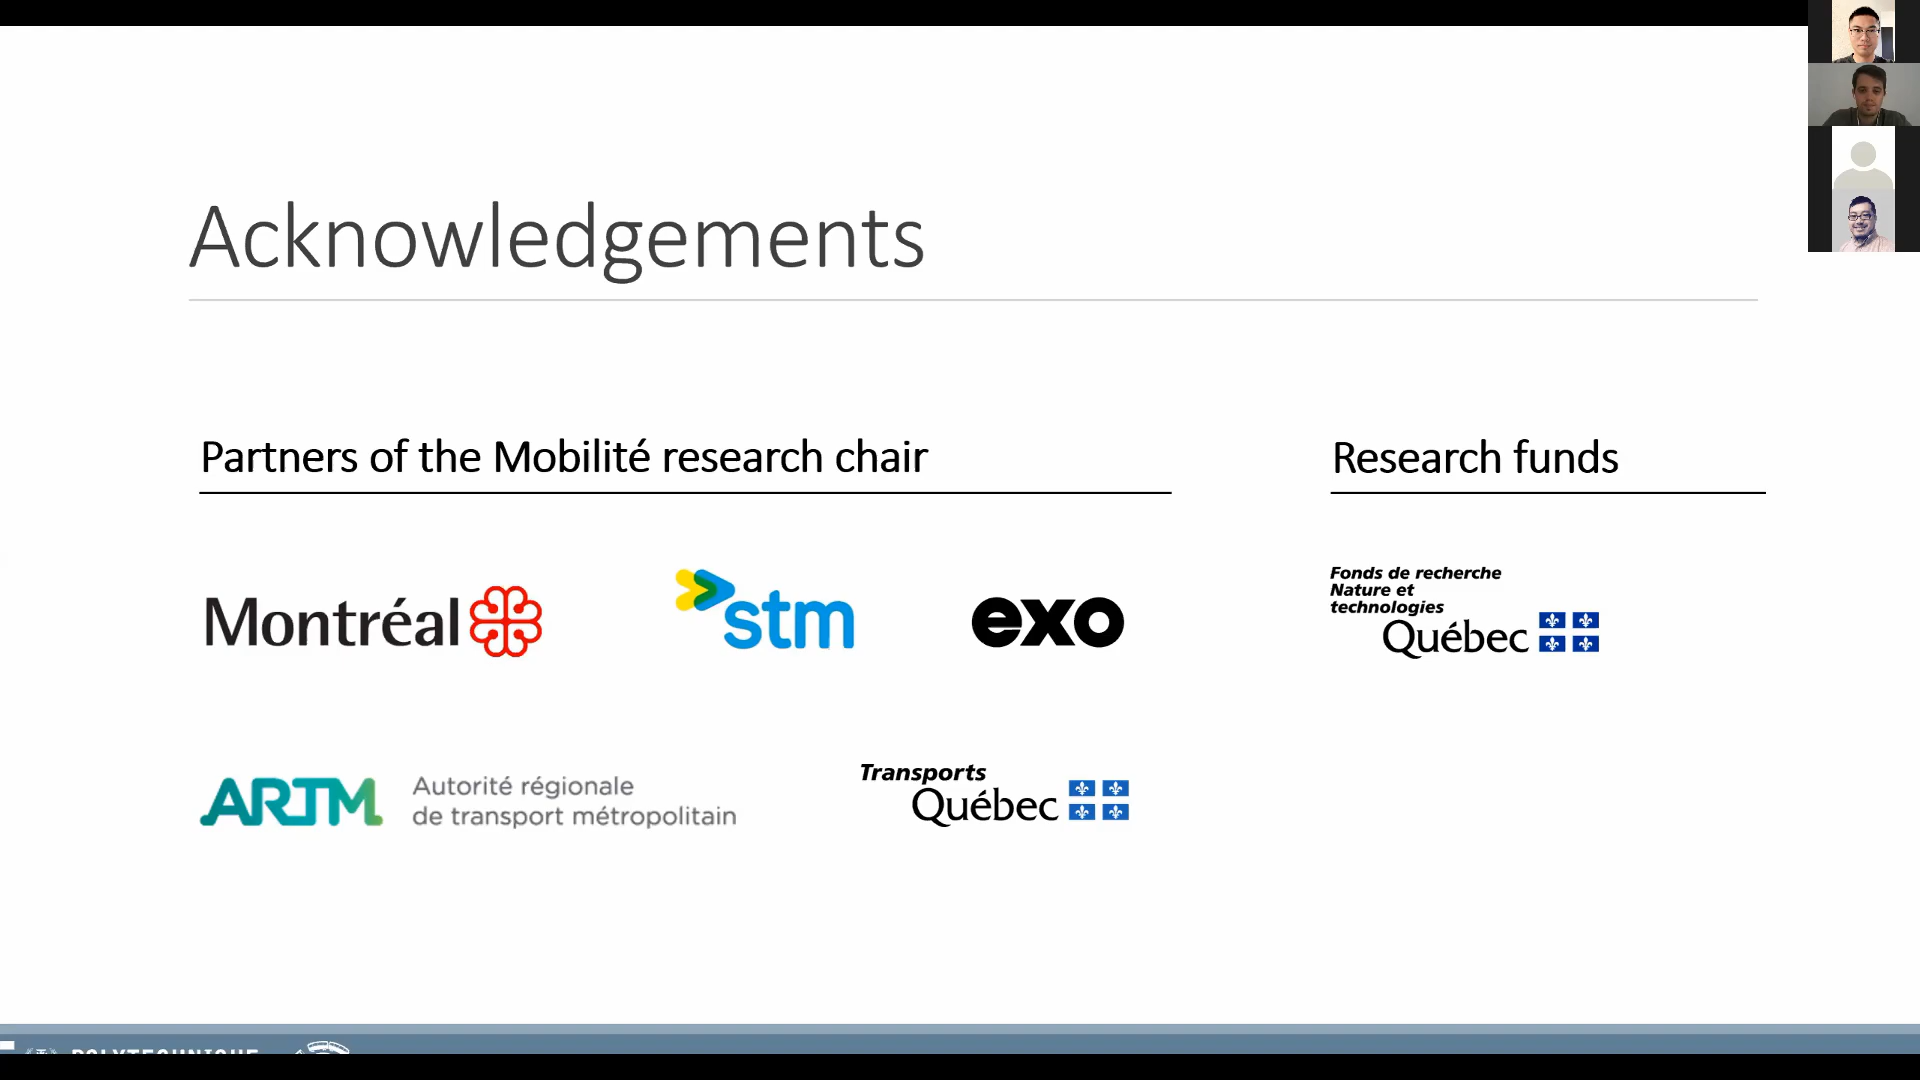 Acknowledgements
Partners of the Mobilité research chair
Research funds
Montréal
stm
exo
Fonds de recherche
Nature et
technologies
Québec
ARTM
Autorité régionale
de transport métropolitain
Transports
Québec
POLYTECHNIQUE